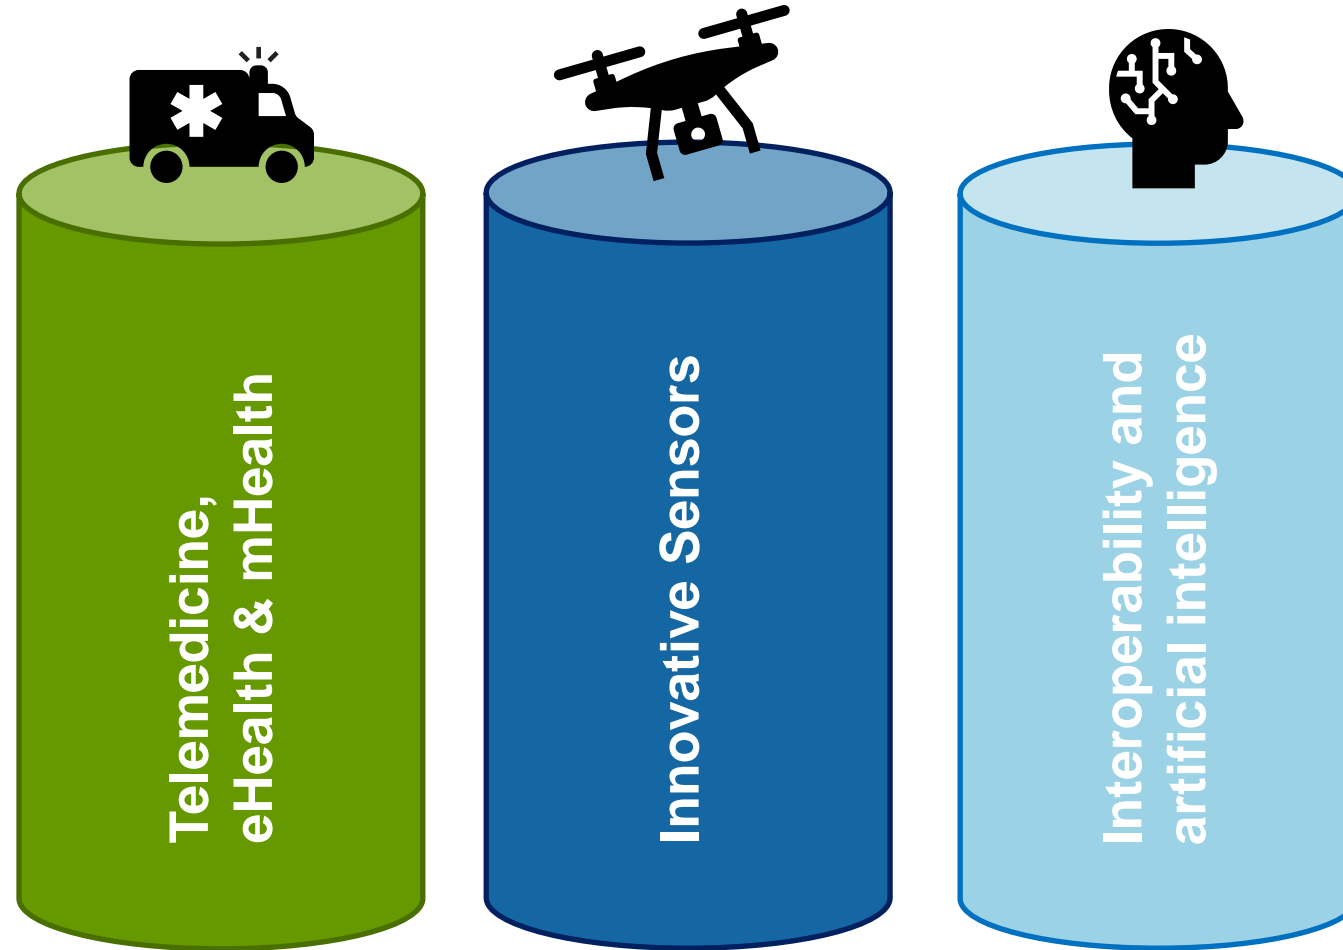 Telemedicine,
eHealth & mHealth
Innovative Sensors
Interoperability and
artificial intelligence